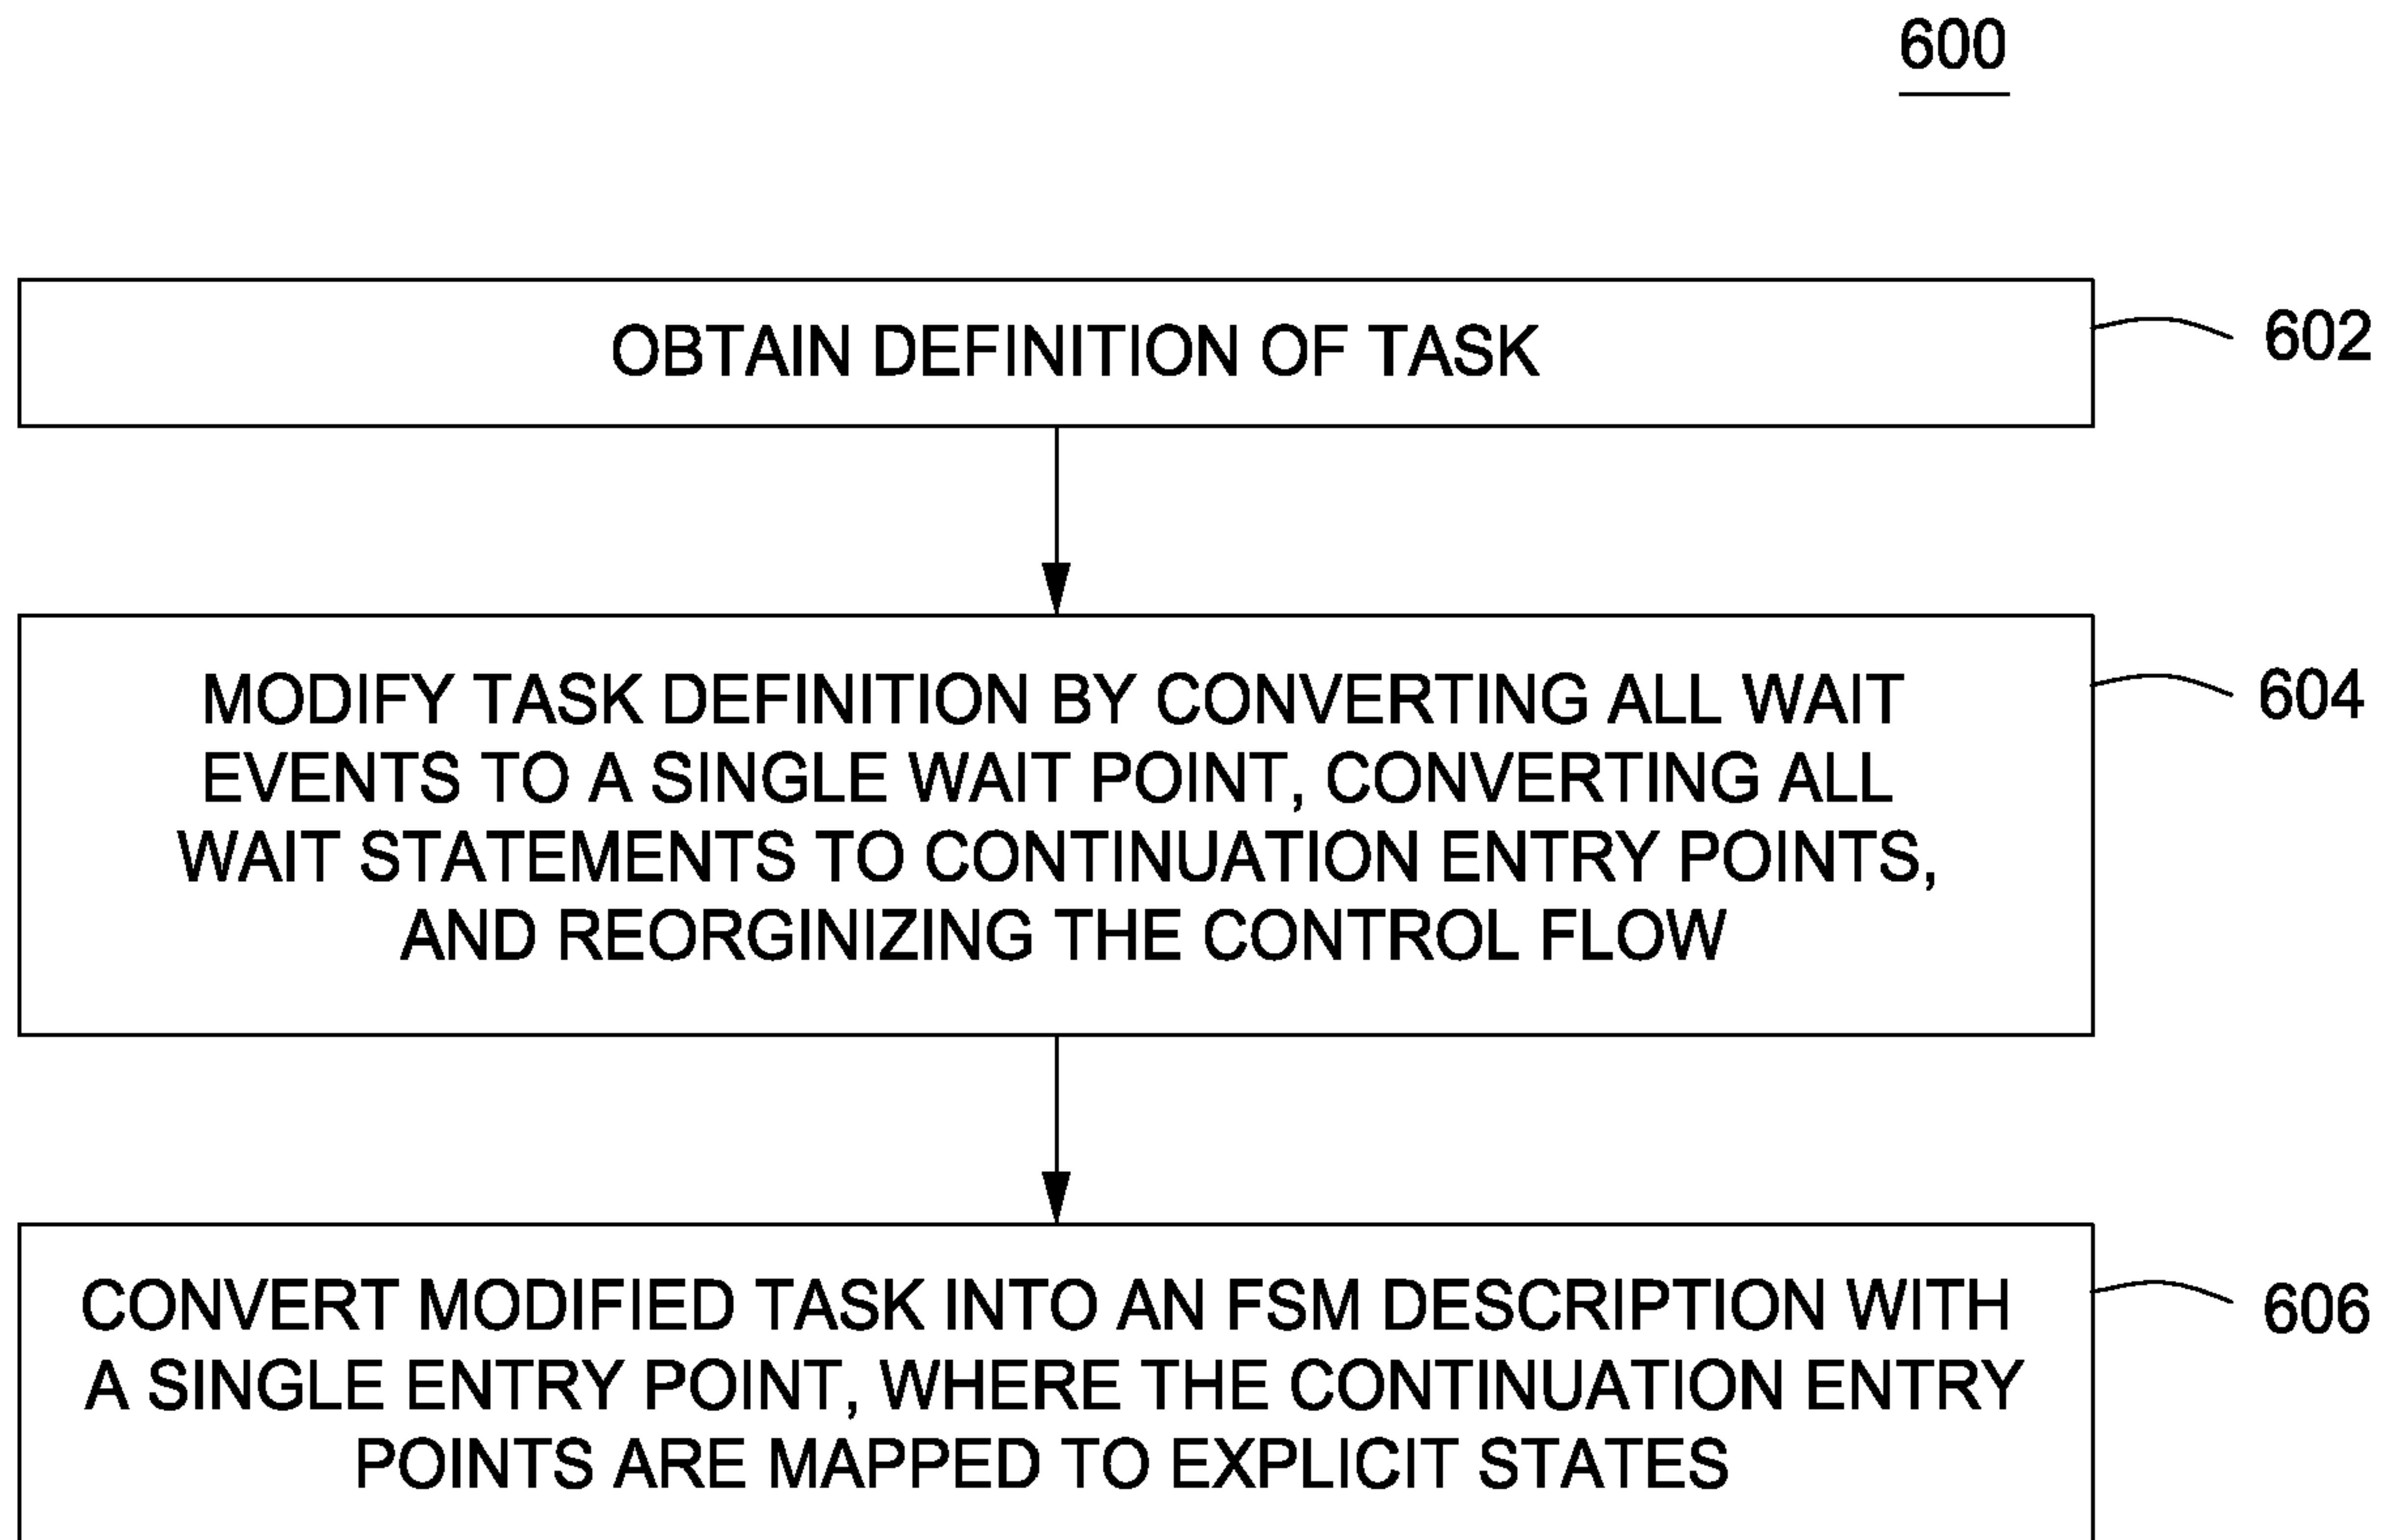 600
OBTAIN DEFINITION OF TASK
602
MODIFY TASK DEFINITION BY CONVERTING ALL WAIT
EVENTS TO A SINGLE WAIT POINT, CONVERTING ALL
WAIT STATEMENTS TO CONTINUATION ENTRY POINTS,
AND REORGINIZING THE CONTROL FLOW
604
CONVERT MODIFIED TASK INTO AN FSM DESCRIPTION WITH
A SINGLE ENTRY POINT, WHERE THE CONTINUATION ENTRY
POINTS ARE MAPPED TO EXPLICIT STATES
606